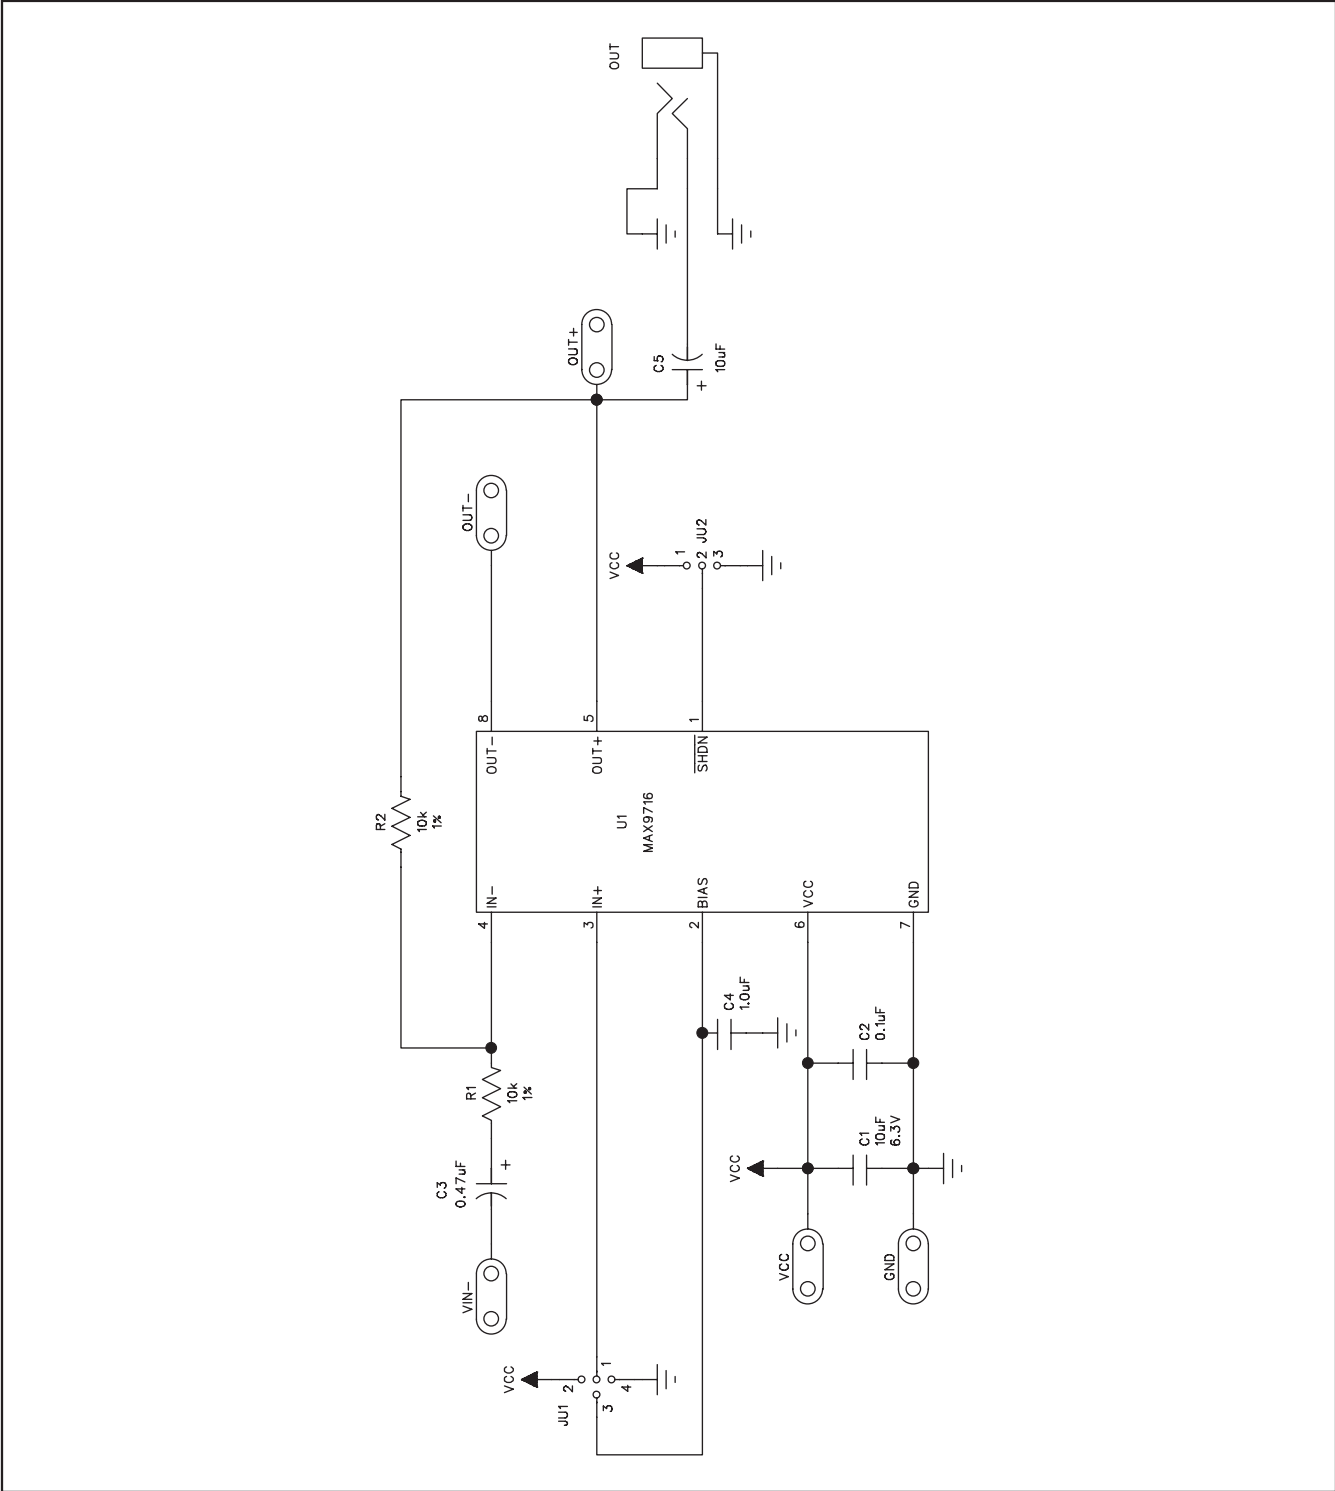 OUT
OUT+
C5
10uF
+
OUT-
VCC
1
2
3
JU2
R2
10k
1%
8
OUT-
5
OUT+
1
SHDN
U1
MAX9716
4
IN-
3
IN+
2
BIAS
6
VCC
7
GND
R1
10k
1%
C3
0.47uF
+
VIN-
C4
1.0uF
C2
0.1uF
C1
10uF
6.3V
VCC
VCC
GND
VCC
JU1
2
1
3
4